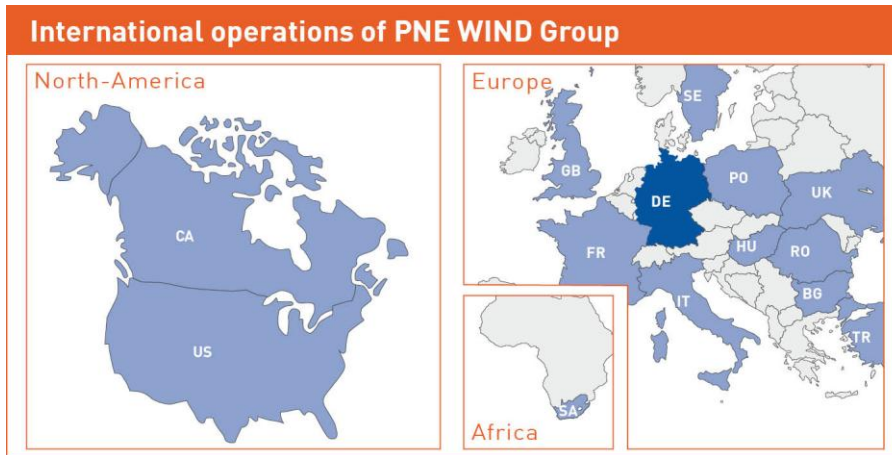 International operations of PNE WIND Group
North-America
CA
US
Europe
SE
GB
DE
PO
UK
FR
HU
RO
IT
BG
TR
SA
Africa